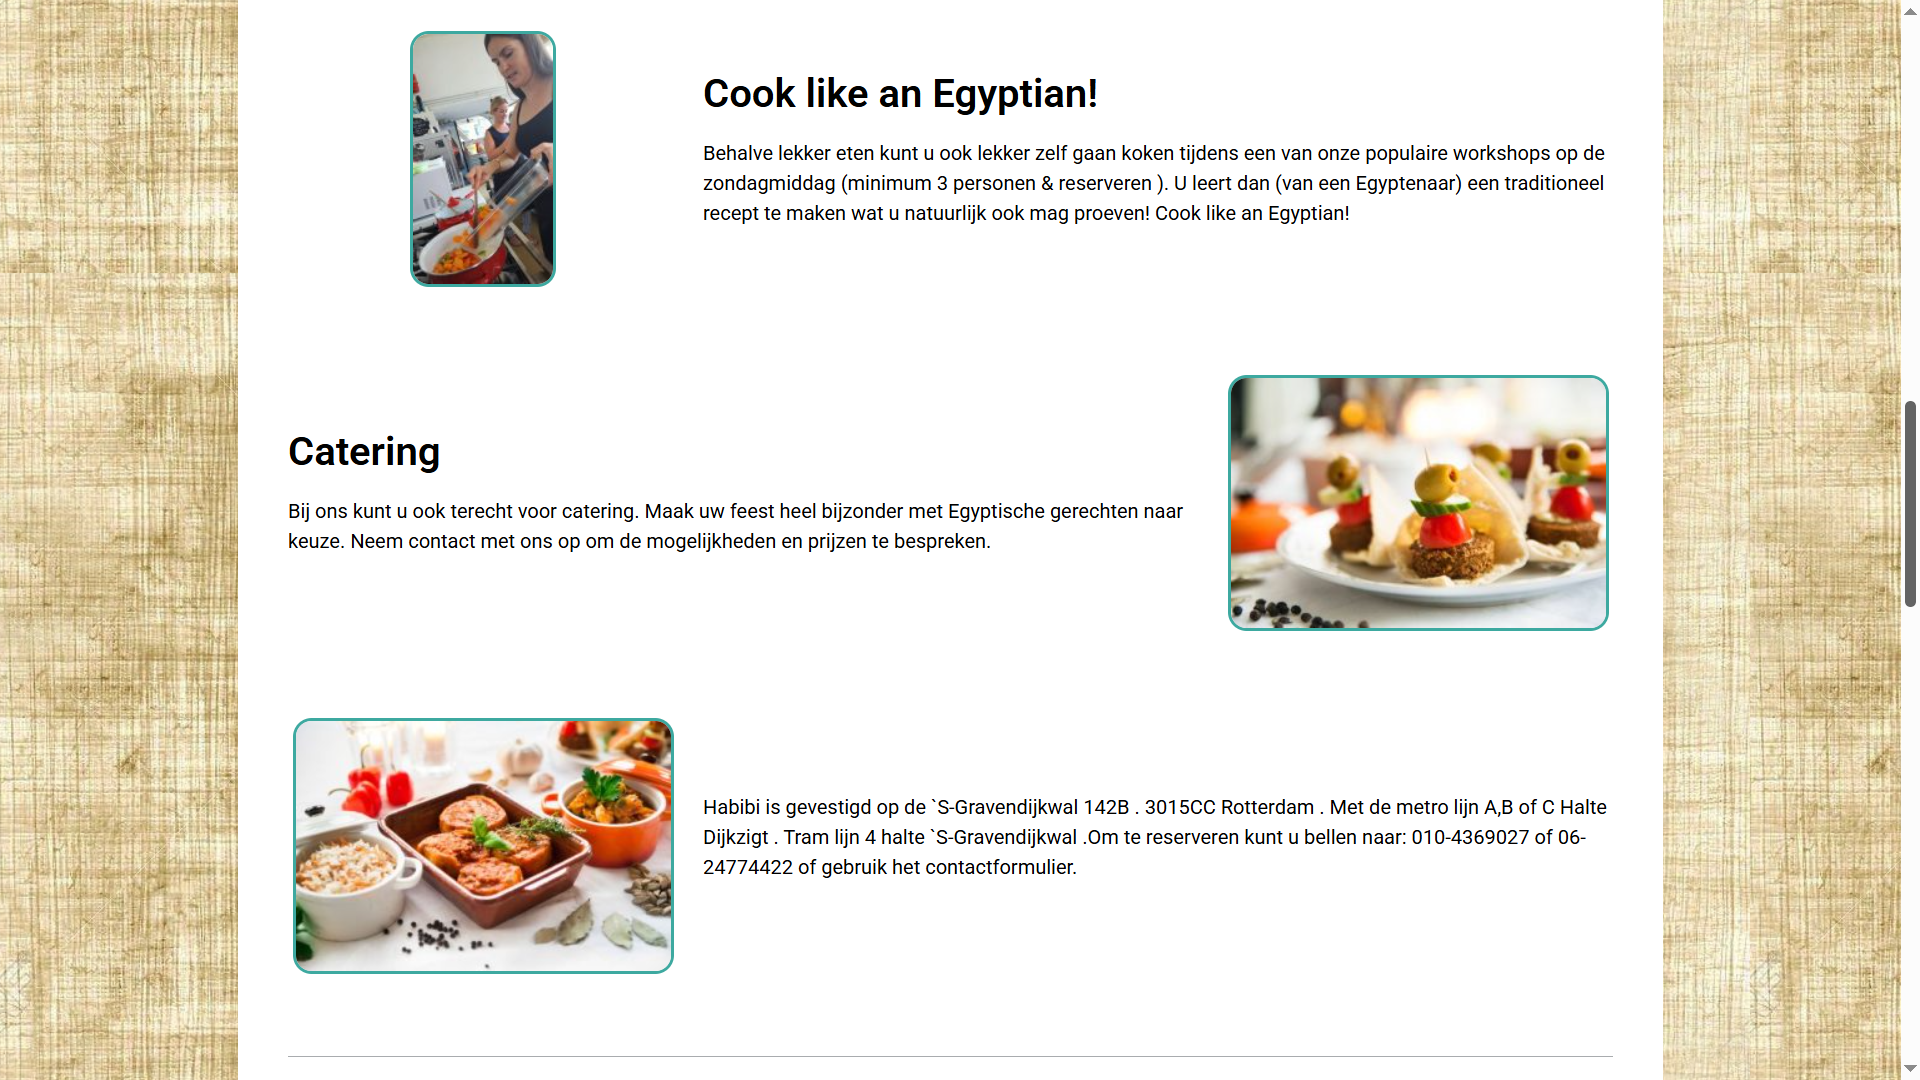 Cook like an Egyptian!
Behalve lekker eten kunt u ook lekker zelf gaan koken tijdens een van onze populaire workshops op de
zondagmiddag (minimum 3 personen & reserveren ). U leert dan (van een Egyptenaar) een traditioneel
recept te maken wat u natuurlijk ook mag proeven! Cook like an Egyptian!
Catering
Bij ons kunt u ook terecht voor catering. Maak uw feest heel bijzonder met Egyptische gerechten naar
keuze. Neem contact met ons op om de mogelijkheden en prijzen te bespreken.
Habibi is gevestigd op de `S-Gravendijkwal 142B . 3015CC Rotterdam . Met de metro lijn A,B of C Halte
Dijkzigt . Tram lijn 4 halte `S-Gravendijkwal .Om te reserveren kunt u bellen naar: 010-4369027 of 06-
24774422 of gebruik het contactformulier.